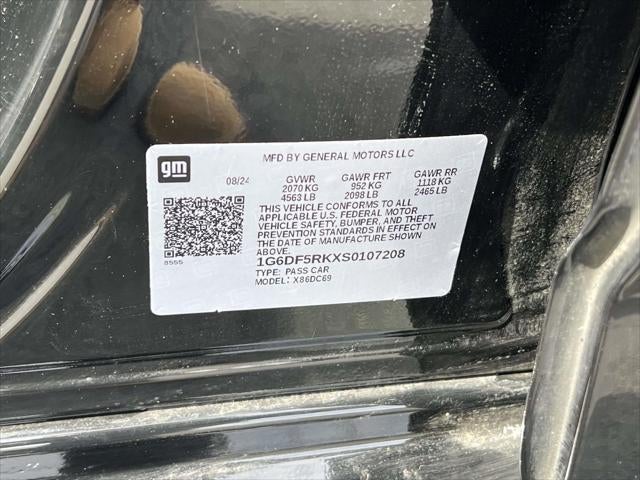 gm
MFD BY GENERAL MOTORS LLC
08/24 GVWR GAWR FRT GAWR RR
2070 KG 952 KG 1118 KG
4563 LB 2098 LB 2465 LB
THIS VEHICLE CONFORMS TO ALL
APPLICABLE U.S. FEDERAL MOTOR
VEHICLE SAFETY, BUMPER, AND THEFT
PREVENTION STANDARDS IN EFFECT ON
THE DATE OF MANUFACTURE SHOWN
ABOVE.
8555
1G6DF5RKXS0107208
TYPE: PASS CAR
MODEL: X86DC69